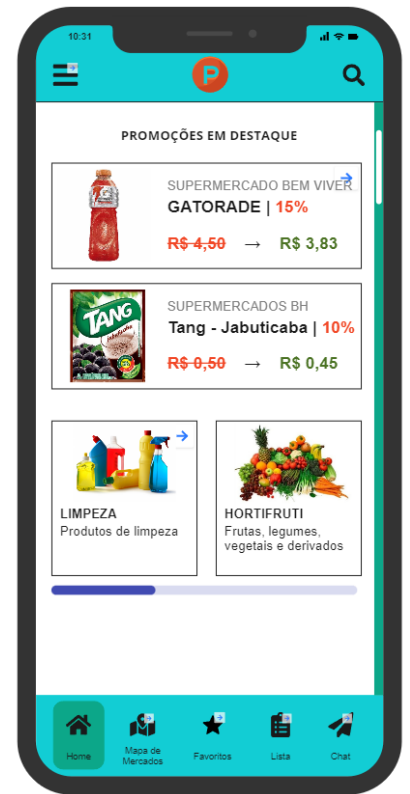 10:31
P
PROMOÇÕES EM DESTAQUE
SUPERMERCADO BEM VIVER
GATORADE | 15%
R$ 4,50 → R$ 3,83
TANG
jabuticaba
SUPERMERCADOS BH
Tang - Jabuticaba | 10%
R$ 0,50 → R$ 0,45
LIMPEZA
Produtos de limpeza
HORTIFRUTI
Frutas, legumes,
vegetais e derivados
Home
Mapa de
Mercados
Favoritos
Lista
Chat